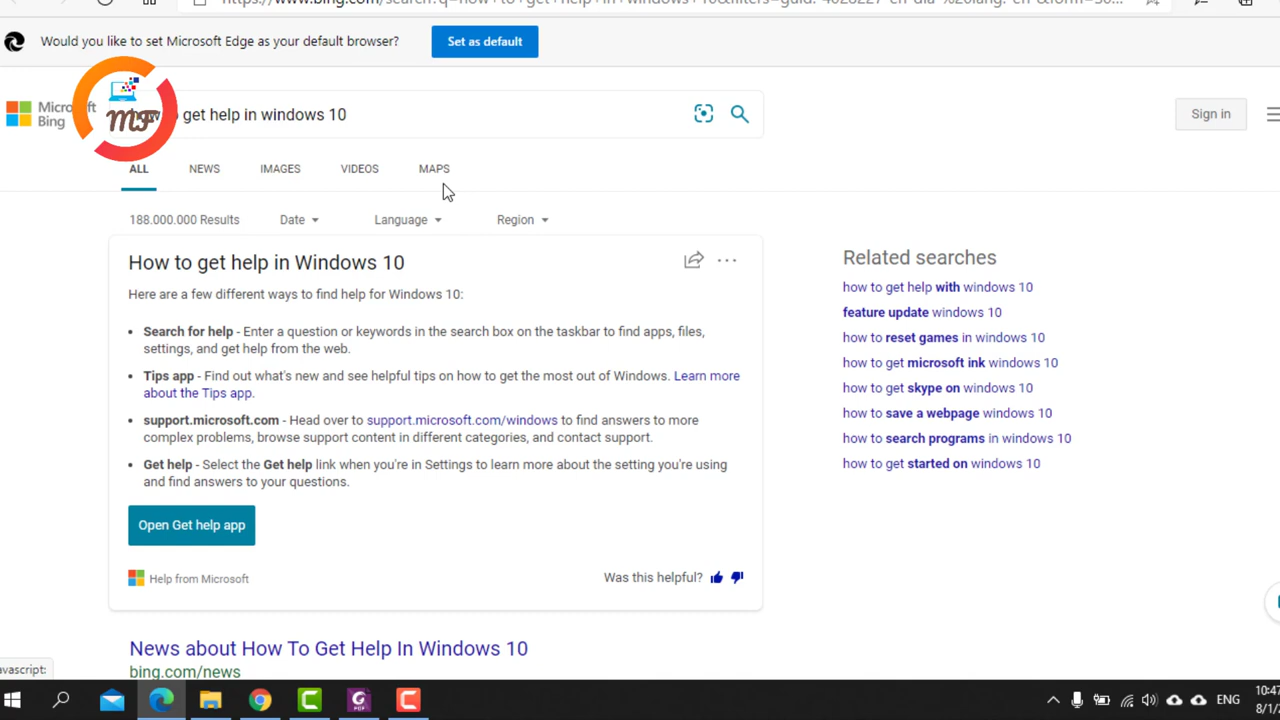 Would you like to set Microsoft Edge as your default browser? Set as default
Microsoft Bing
MF
get help in windows 10
Sign in
ALL NEWS IMAGES VIDEOS MAPS
188.000.000 Results Date Language Region
How to get help in Windows 10
Here are a few different ways to find help for Windows 10:
Search for help - Enter a question or keywords in the search box on the taskbar to find apps, files,
settings, and get help from the web.
Tips app - Find out what's new and see helpful tips on how to get the most out of Windows. Learn more
about the Tips app.
support.microsoft.com - Head over to support.microsoft.com/windows to find answers to more
complex problems, browse support content in different categories, and contact support.
Get help - Select the Get help link when you're in Settings to learn more about the setting you're using
and find answers to your questions.
Open Get help app
Help from Microsoft
Was this helpful?
Related searches
how to get help with windows 10
feature update windows 10
how to reset games in windows 10
how to get microsoft ink windows 10
how to get skype on windows 10
how to save a webpage windows 10
how to search programs in windows 10
how to get started on windows 10
News about How To Get Help In Windows 10
bing.com/news
avascript:
ENG
10:47
8/1/2